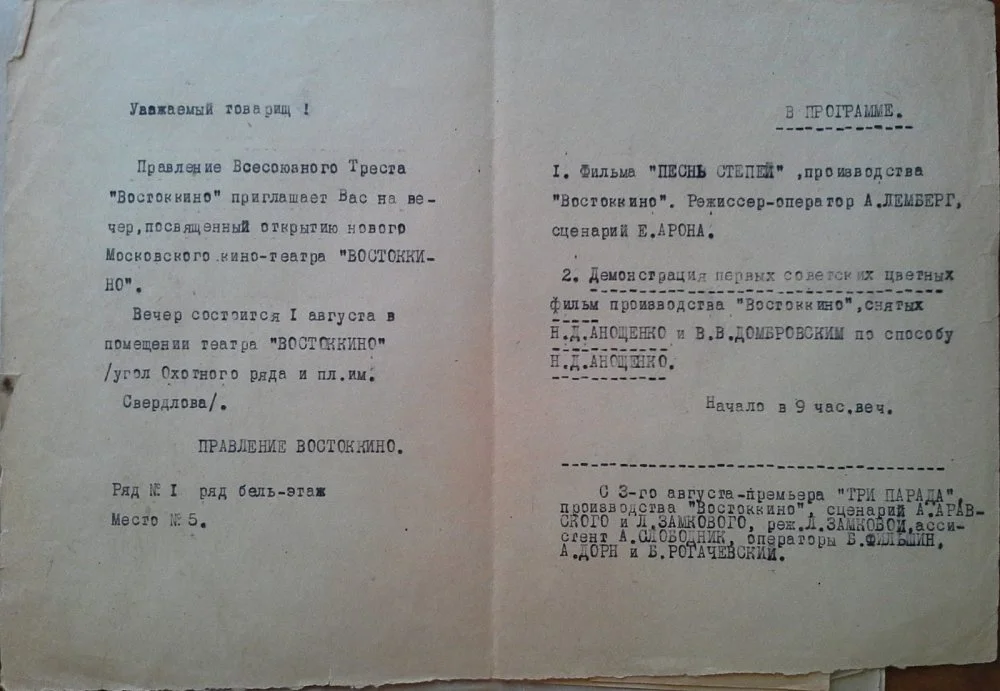 Уважаемый товарищ !
Правление Всесоюзного Треста
"Востоккино" приглашает Вас на ве-
чер,посвященный открытию нового
Московского кино-театра "ВОСТОККИ-
НО".
Вечер состоится I августа в
помещении театра "ВОСТОККИНО"
/угол Охотного ряда и пл.им.
Свердлова/.
ПРАВЛЕНИЕ ВОСТОККИНО.
Ряд № I ряд бель-этаж
Место № 5.
В ПРОГРАММЕ.
I. Фильма "ПЕСНЬ СТЕПЕЙ" ,производства
"Востоккино". Режиссер-оператор А.ЛЕМБЕРГ,
сценарий Е.АРОНА.
2. Демонстрация первых советских цветных
фильм производства "Востоккино",снятых
Н.Д.АНОЩЕНКО и В.В.ДОМБРОВСКИМ по способу
Н.Д.АНОЩЕНКО.
Начало в 9 час.веч.
С 3-го августа-премьера "ТРИ ПАРАДА",
производства "Востоккино", сценарий А.АРАВ-
СКОГО и Л.ЗАМКОВОГО, реж.Л.ЗАМКОВОЙ,асси-
стент А.СЛОБОДНИК, операторы Б.ФИЛЬШИН,
А.ДОРН и Б.РОГАЧЕВСКИЙ.